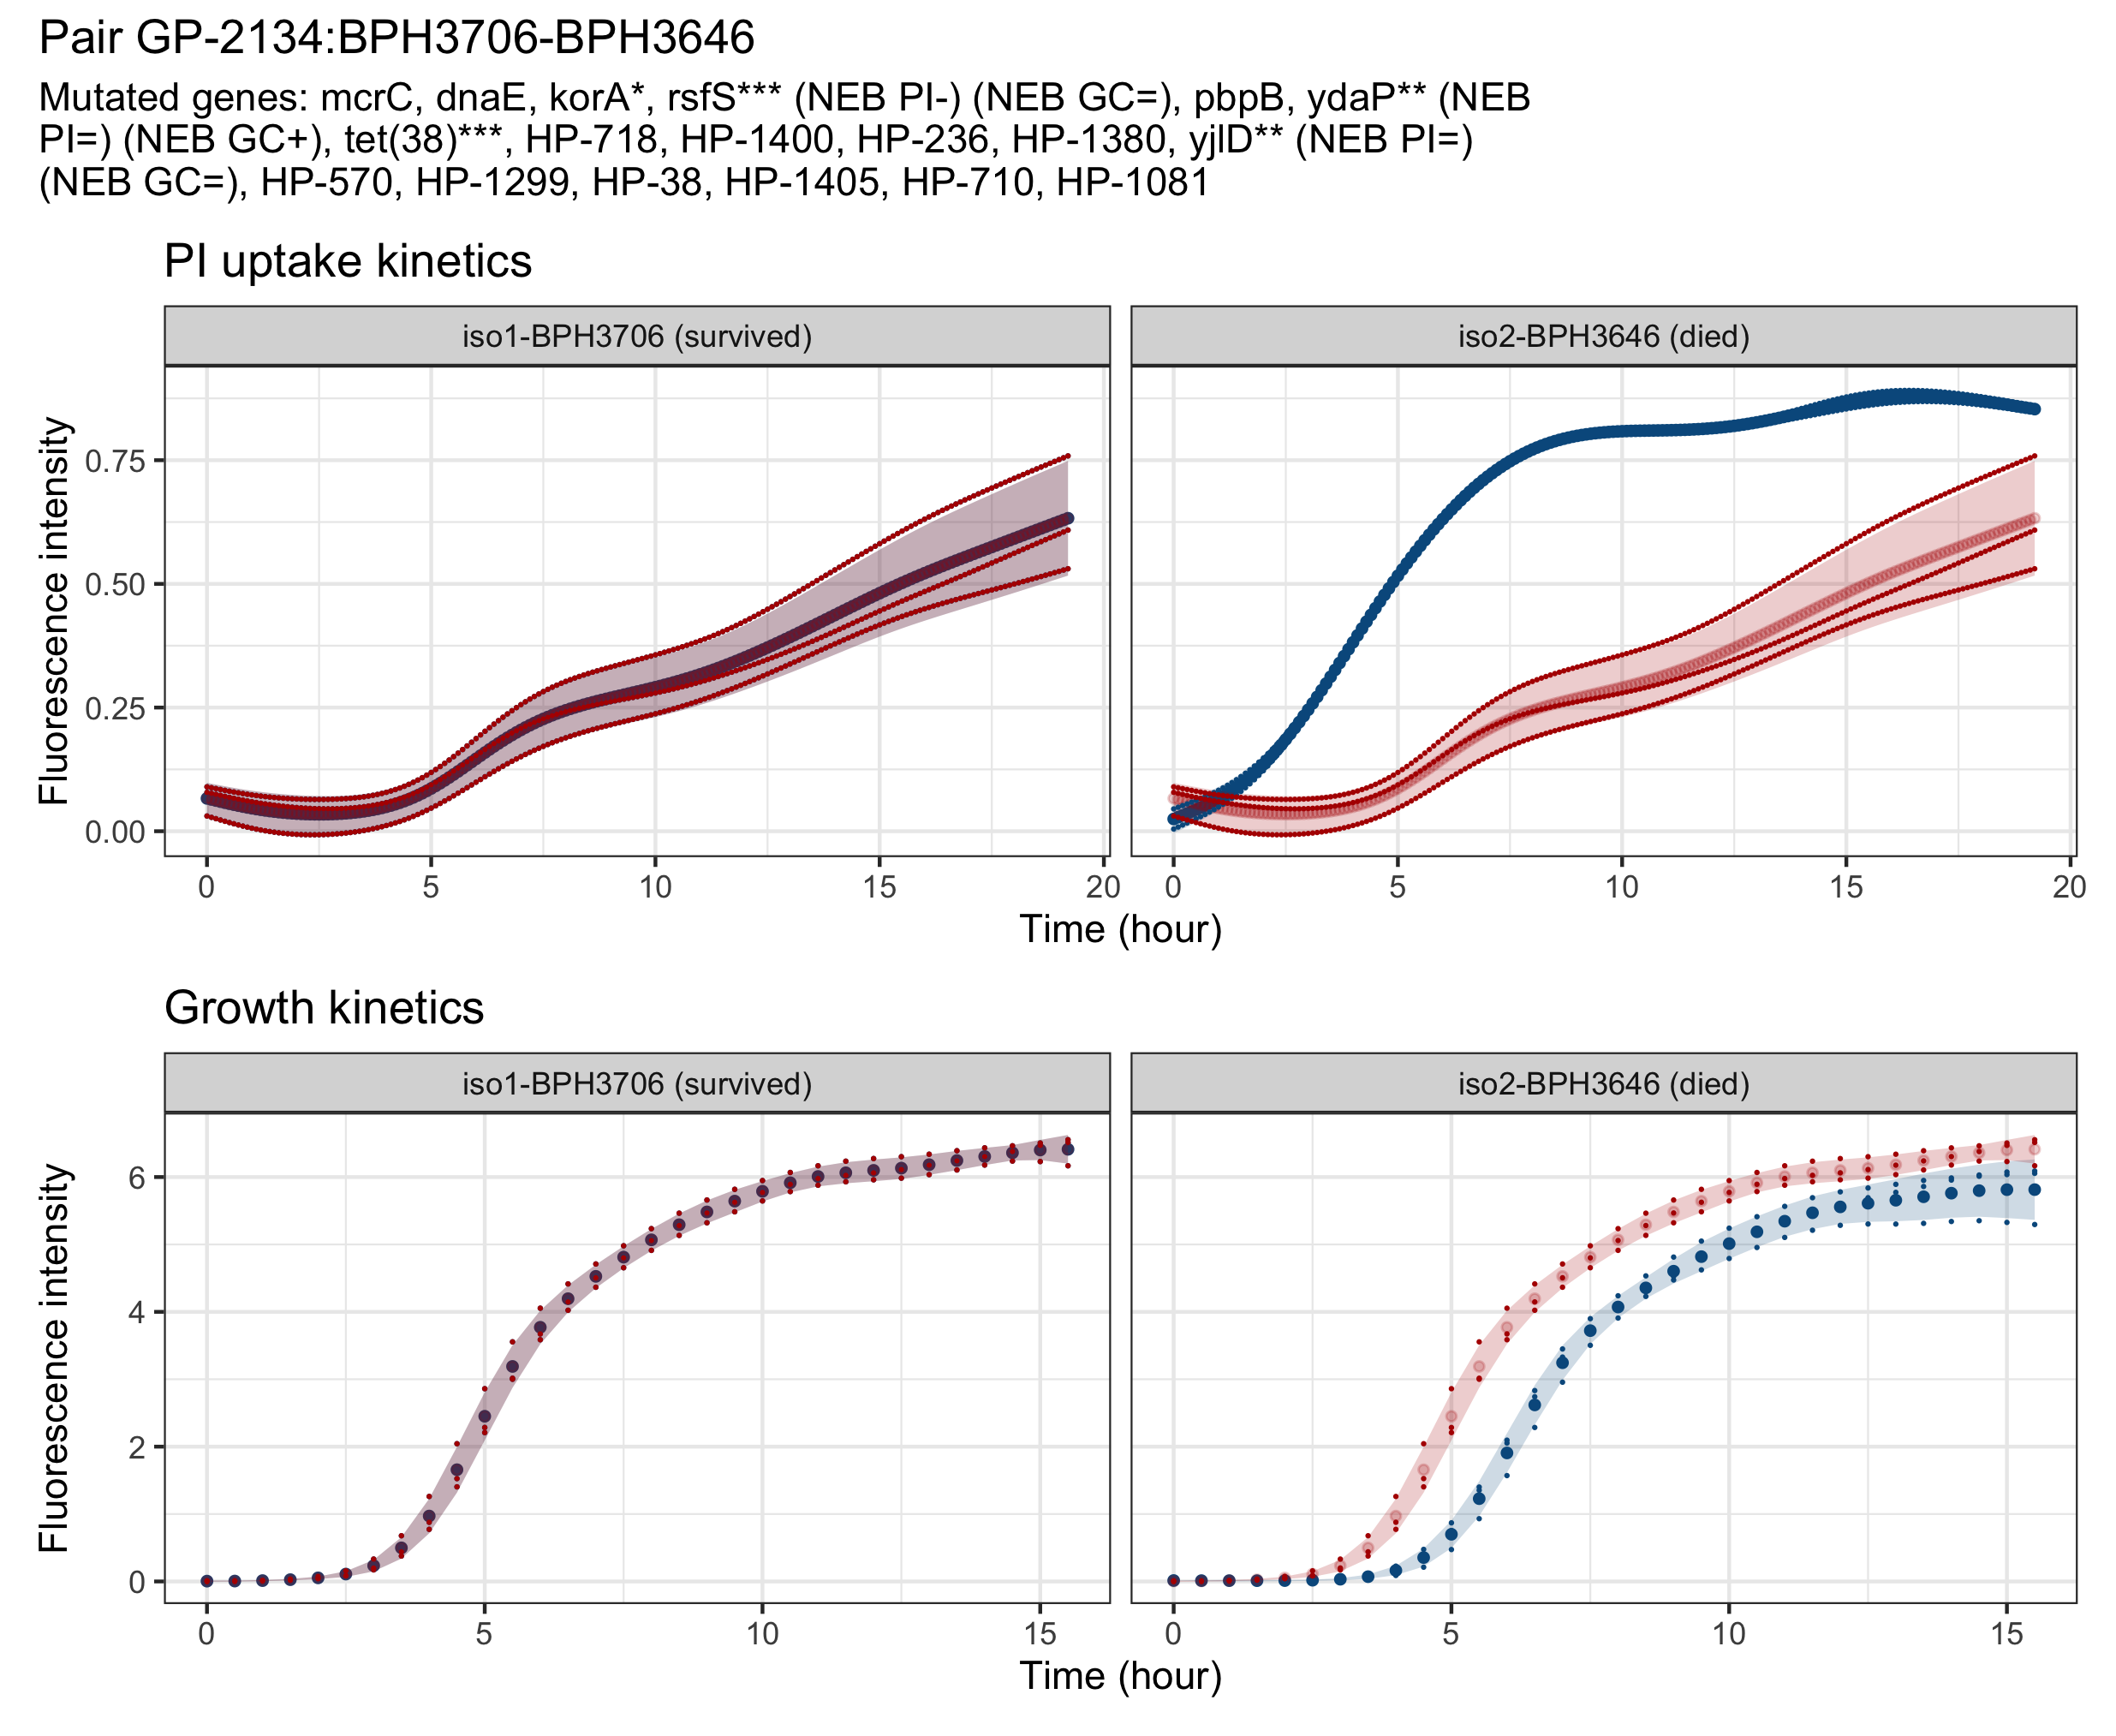 Pair GP-2134:BPH3706-BPH3646
Mutated genes: mcrC, dnaE, korA*, rsfS*** (NEB PI-) (NEB GC=), pbpB, ydaP** (NEB
PI=) (NEB GC+), tet(38)***, HP-718, HP-1400, HP-236, HP-1380, yjlD** (NEB PI=)
(NEB GC=), HP-570, HP-1299, HP-38, HP-1405, HP-710, HP-1081
PI uptake kinetics
iso1-BPH3706 (survived)
iso2-BPH3646 (died)
Fluorescence intensity
0.75
0.50
0.25
0.00
0 5 10 15 20
0 5 10 15 20
Time (hour)
Growth kinetics
iso1-BPH3706 (survived)
iso2-BPH3646 (died)
Fluorescence intensity
6
4
2
0
0 5 10 15
0 5 10 15
Time (hour)